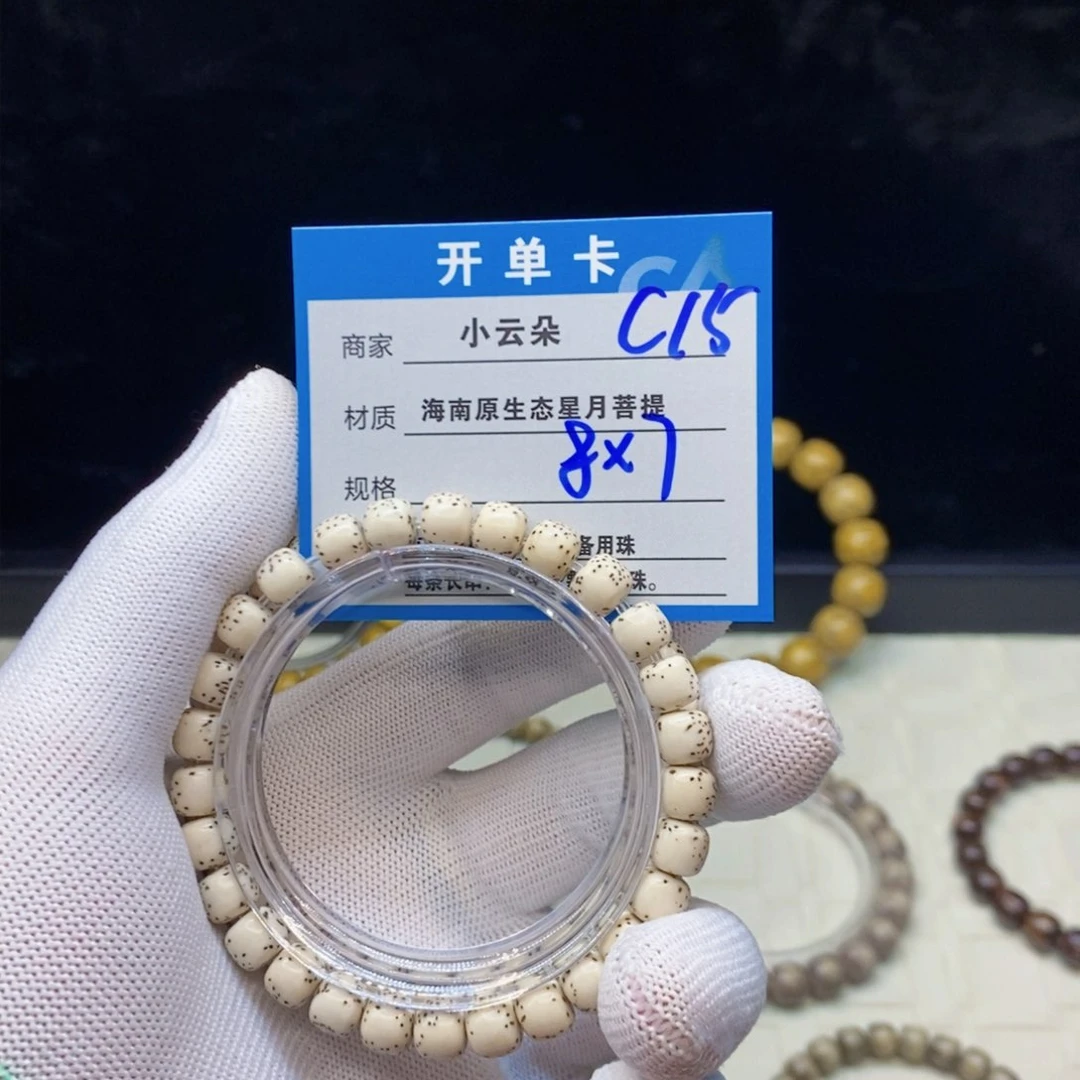 开单卡
商家 小云朵 C15
材质 海南原生态星月菩提
规格 8x7
备用珠
珠。